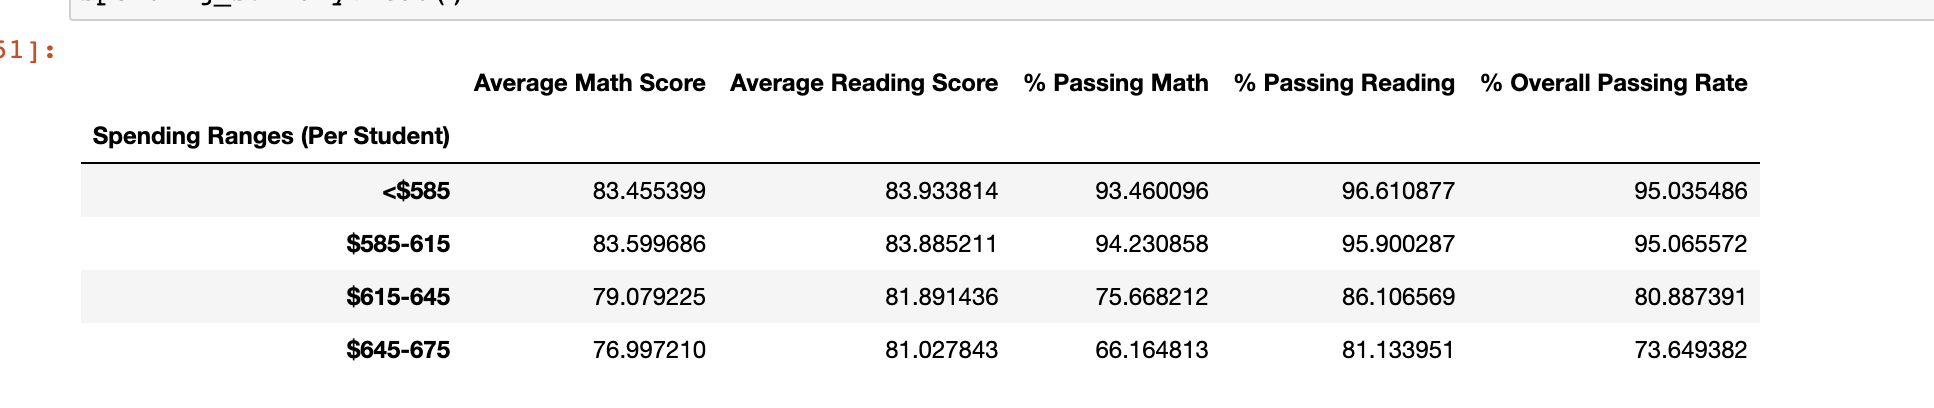 51]:
Average Math Score Average Reading Score % Passing Math % Passing Reading % Overall Passing Rate
Spending Ranges (Per Student)
<$585 83.455399 83.933814 93.460096 96.610877 95.035486
$585-615 83.599686 83.885211 94.230858 95.900287 95.065572
$615-645 79.079225 81.891436 75.668212 86.106569 80.887391
$645-675 76.997210 81.027843 66.164813 81.133951 73.649382